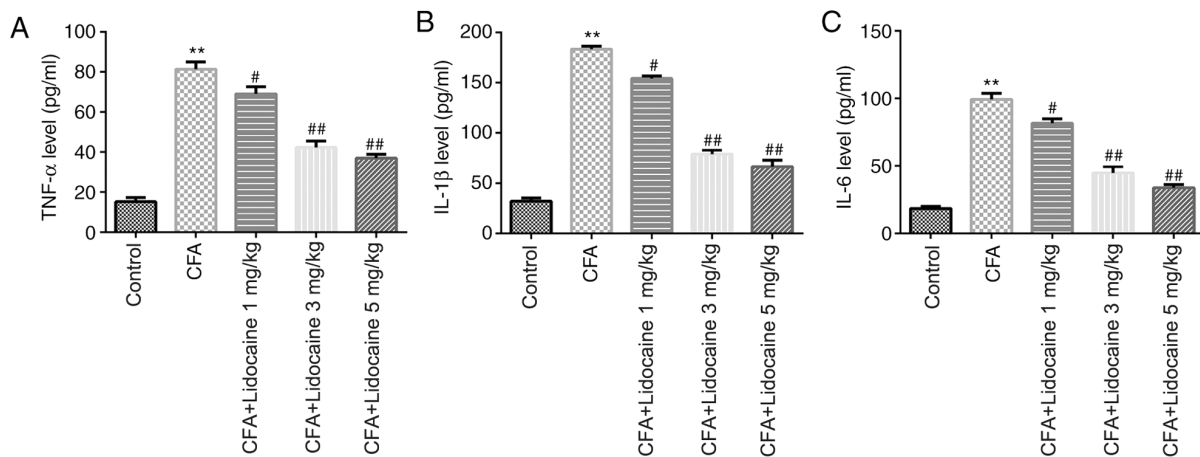 A
TNF-α level (pg/ml)
100
80
60
40
20
0
**
#
##
##
Control
CFA
CFA+Lidocaine 1 mg/kg
CFA+Lidocaine 3 mg/kg
CFA+Lidocaine 5 mg/kg
B
IL-1β level (pg/ml)
200
150
100
50
0
**
#
##
##
Control
CFA
CFA+Lidocaine 1 mg/kg
CFA+Lidocaine 3 mg/kg
CFA+Lidocaine 5 mg/kg
C
IL-6 level (pg/ml)
150
100
50
0
**
#
##
##
Control
CFA
CFA+Lidocaine 1 mg/kg
CFA+Lidocaine 3 mg/kg
CFA+Lidocaine 5 mg/kg